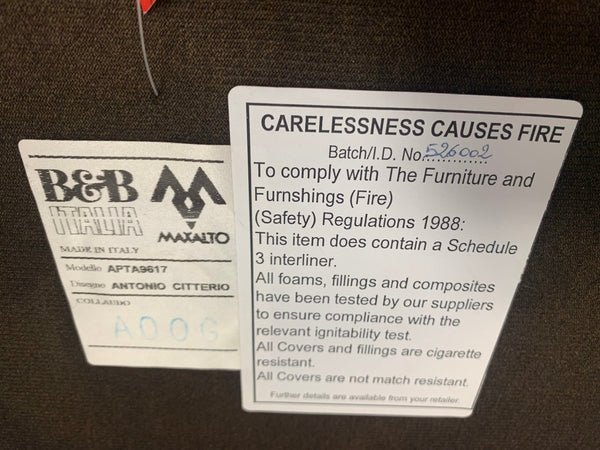 B&B
ITALIA
MAXALTO
MADE IN ITALY
Modello APTA9617
Disegno ANTONIO CITTERIO
COLLAUDO
A00G
CARELESSNESS CAUSES FIRE
Batch/I.D. No.526002
To comply with The Furniture and
Furnshings (Fire)
(Safety) Regulations 1988:
This item does contain a Schedule
3 interliner.
All foams, fillings and composites
have been tested by our suppliers
to ensure compliance with the
relevant ignitability test.
All Covers and fillings are cigarette
resistant.
All Covers are not match resistant.
Further details are available from your retailer.